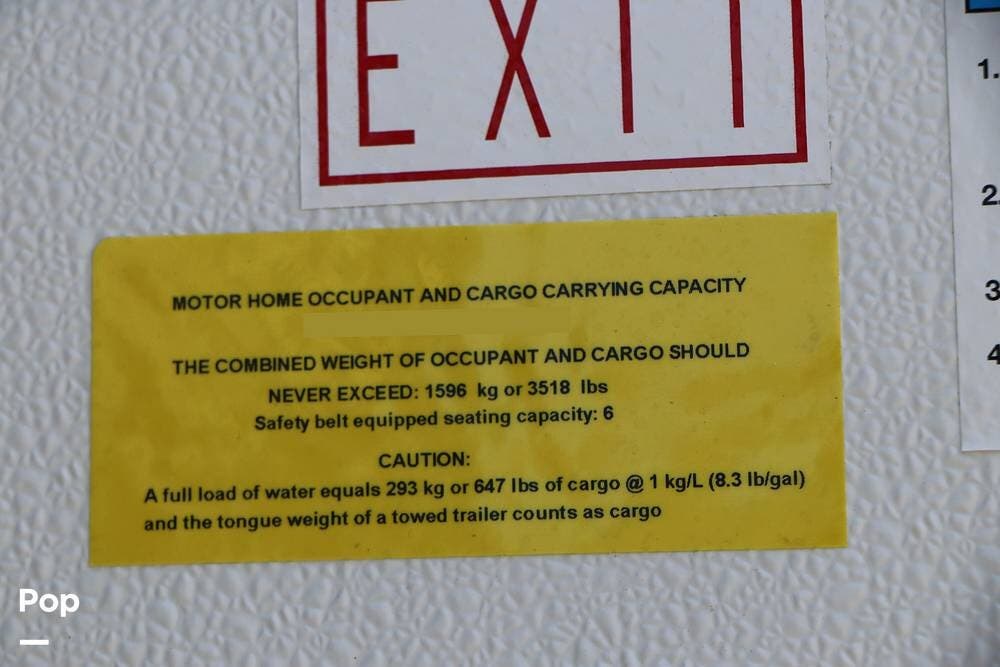 EXIT
MOTOR HOME OCCUPANT AND CARGO CARRYING CAPACITY
THE COMBINED WEIGHT OF OCCUPANT AND CARGO SHOULD
NEVER EXCEED: 1596 kg or 3518 lbs
Safety belt equipped seating capacity: 6
CAUTION:
A full load of water equals 293 kg or 647 lbs of cargo @ 1 kg/L (8.3 lb/gal)
and the tongue weight of a towed trailer counts as cargo
1.
2.
3
4
Pop